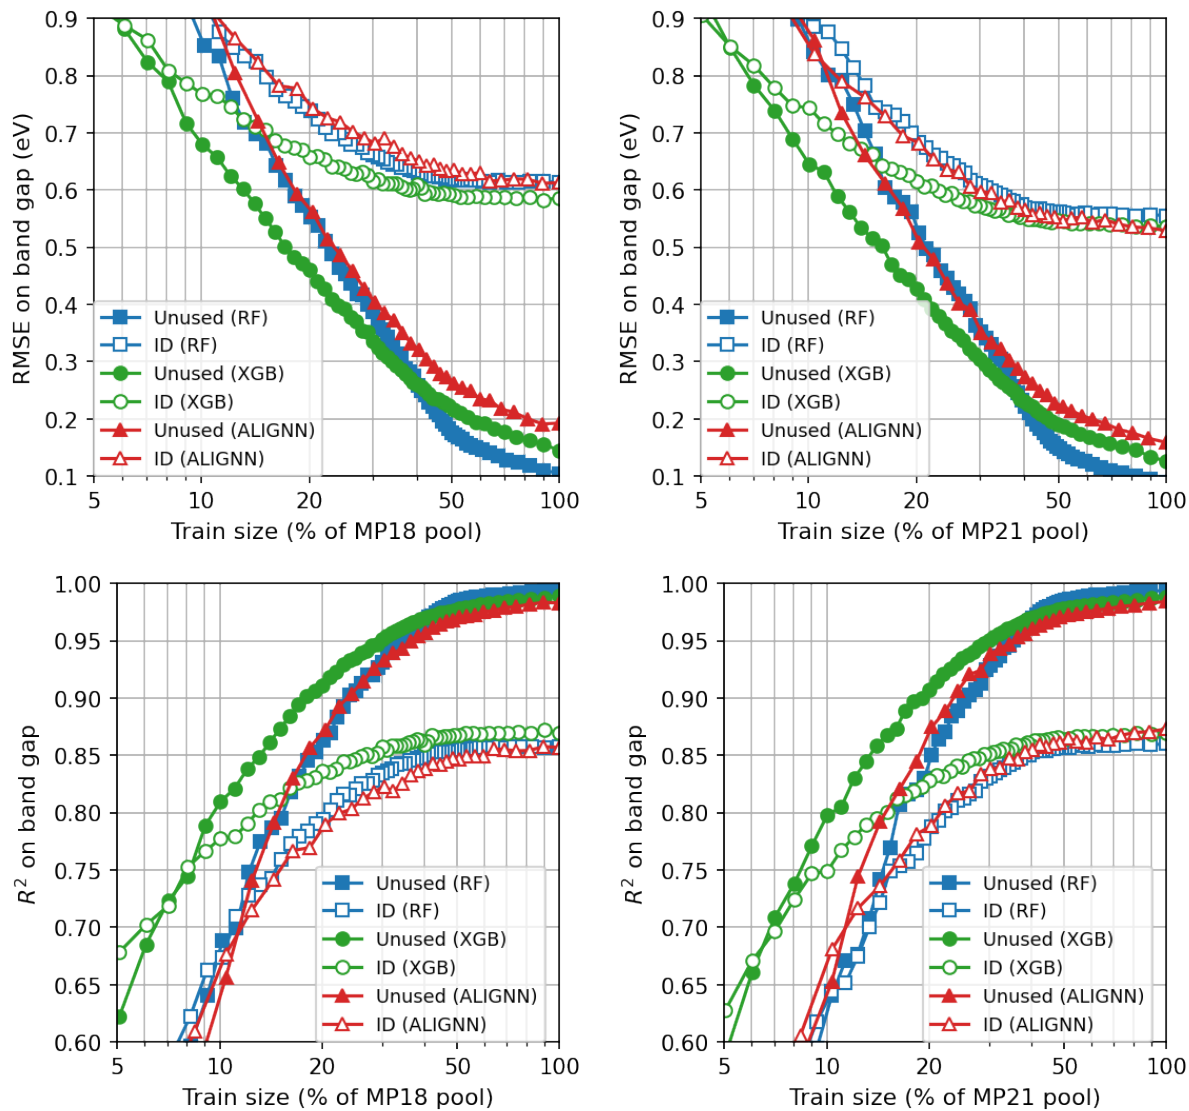 0.9
0.8
0.7
0.6
0.5
0.4
0.3
0.2
0.1
RMSE on band gap (eV)
Unused (RF)
ID (RF)
Unused (XGB)
ID (XGB)
Unused (ALIGNN)
ID (ALIGNN)
5 10 20 50 100
Train size (% of MP18 pool)
0.9
0.8
0.7
0.6
0.5
0.4
0.3
0.2
0.1
RMSE on band gap (eV)
Unused (RF)
ID (RF)
Unused (XGB)
ID (XGB)
Unused (ALIGNN)
ID (ALIGNN)
5 10 20 50 100
Train size (% of MP21 pool)
1.00
0.95
0.90
0.85
0.80
0.75
0.70
0.65
0.60
R² on band gap
Unused (RF)
ID (RF)
Unused (XGB)
ID (XGB)
Unused (ALIGNN)
ID (ALIGNN)
5 10 20 50 100
Train size (% of MP18 pool)
1.00
0.95
0.90
0.85
0.80
0.75
0.70
0.65
0.60
R² on band gap
Unused (RF)
ID (RF)
Unused (XGB)
ID (XGB)
Unused (ALIGNN)
ID (ALIGNN)
5 10 20 50 100
Train size (% of MP21 pool)